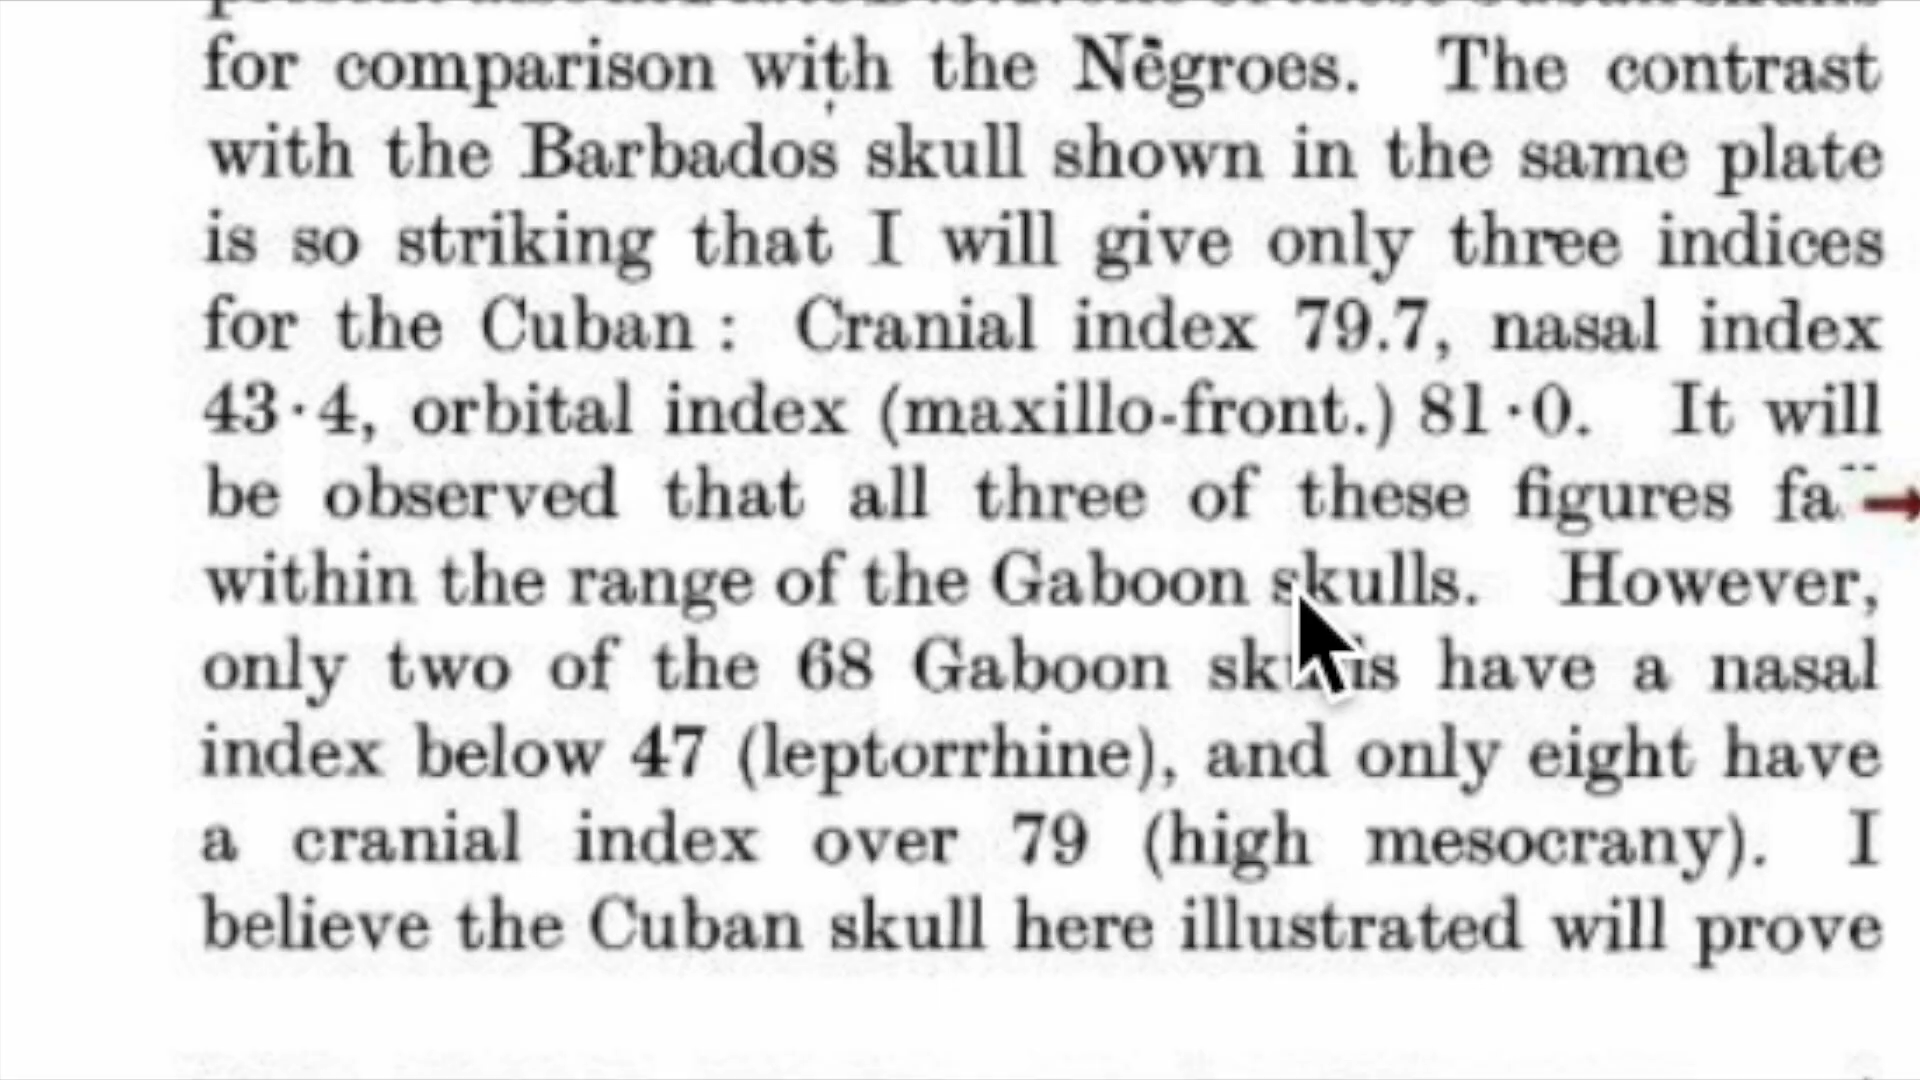 for comparison with the Nègroes. The contrast
with the Barbados skull shown in the same plate
is so striking that I will give only three indices
for the Cuban : Cranial index 79.7, nasal index
43·4, orbital index (maxillo-front.) 81·0. It will
be observed that all three of these figures
within the range of the Gaboon skulls. However,
only two of the 68 Gaboon skulls have a nasal
index below 47 (leptorrhine), and only eight have
a cranial index over 79 (high mesocrany). I
believe the Cuban skull here illustrated will prove